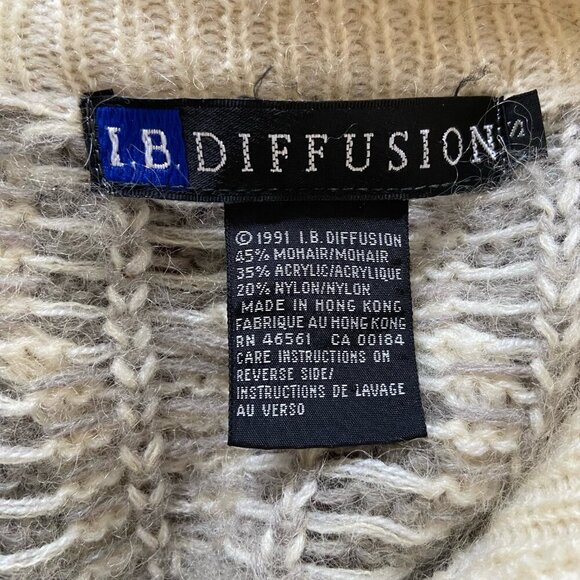 I.B. DIFFUSION S
© 1991 I.B. DIFFUSION
45% MOHAIR/MOHAIR
35% ACRYLIC/ACRYLIQUE
20% NYLON/NYLON
MADE IN HONG KONG
FABRIQUE AU HONG KONG
RN 46561 CA 00184
CARE INSTRUCTIONS ON
REVERSE SIDE/
INSTRUCTIONS DE LAVAGE
AU VERSO